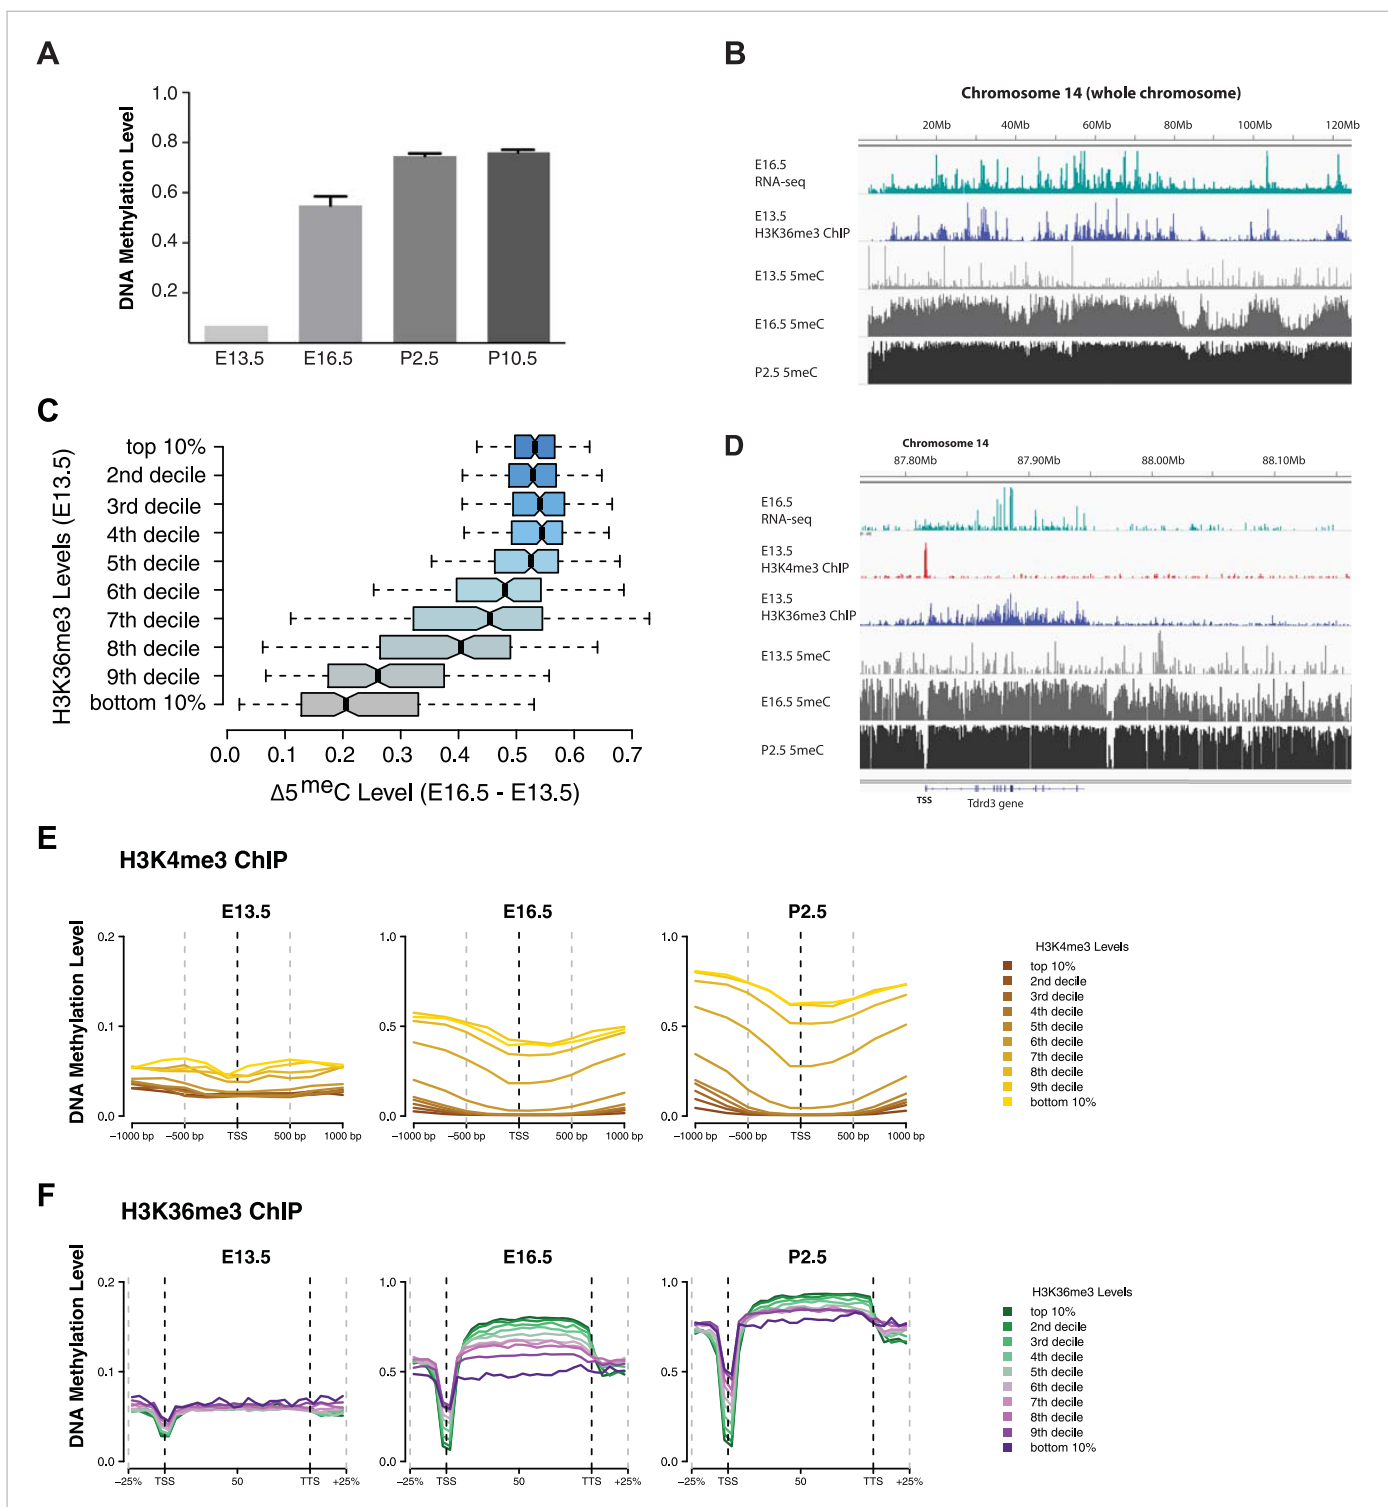 A
DNA Methylation Level
1.0
0.8
0.6
0.4
0.2
E13.5 E16.5 P2.5 P10.5
B
Chromosome 14 (whole chromosome)
20Mb 40Mb 60Mb 80Mb 100Mb 120Mb
E16.5
RNA-seq
E13.5
H3K36me3 ChIP
E13.5 5meC
E16.5 5meC
P2.5 5meC
C
H3K36me3 Levels (E13.5)
top 10%
2nd decile
3rd decile
4th decile
5th decile
6th decile
7th decile
8th decile
9th decile
bottom 10%
0.0 0.1 0.2 0.3 0.4 0.5 0.6 0.7
Δ5meC Level (E16.5 - E13.5)
D
Chromosome 14
87.80Mb 87.90Mb 88.00Mb 88.10Mb
E16.5
RNA-seq
E13.5
H3K4me3 ChIP
E13.5
H3K36me3 ChIP
E13.5 5meC
E16.5 5meC
P2.5 5meC
TSS Tdrd3 gene
E
H3K4me3 ChIP
DNA Methylation Level
E13.5
0.2
0.1
0.0
−1000 bp −500 bp TSS 500 bp 1000 bp
E16.5
1.0
0.5
0.0
−1000 bp −500 bp TSS 500 bp 1000 bp
P2.5
1.0
0.5
0.0
−1000 bp −500 bp TSS 500 bp 1000 bp
H3K4me3 Levels
top 10%
2nd decile
3rd decile
4th decile
5th decile
6th decile
7th decile
8th decile
9th decile
bottom 10%
F
H3K36me3 ChIP
DNA Methylation Level
E13.5
0.2
0.1
0.0
−25% TSS 50 TTS +25%
E16.5
1.0
0.5
0.0
−25% TSS 50 TTS +25%
P2.5
1.0
0.5
0.0
−25% TSS 50 TTS +25%
H3K36me3 Levels
top 10%
2nd decile
3rd decile
4th decile
5th decile
6th decile
7th decile
8th decile
9th decile
bottom 10%